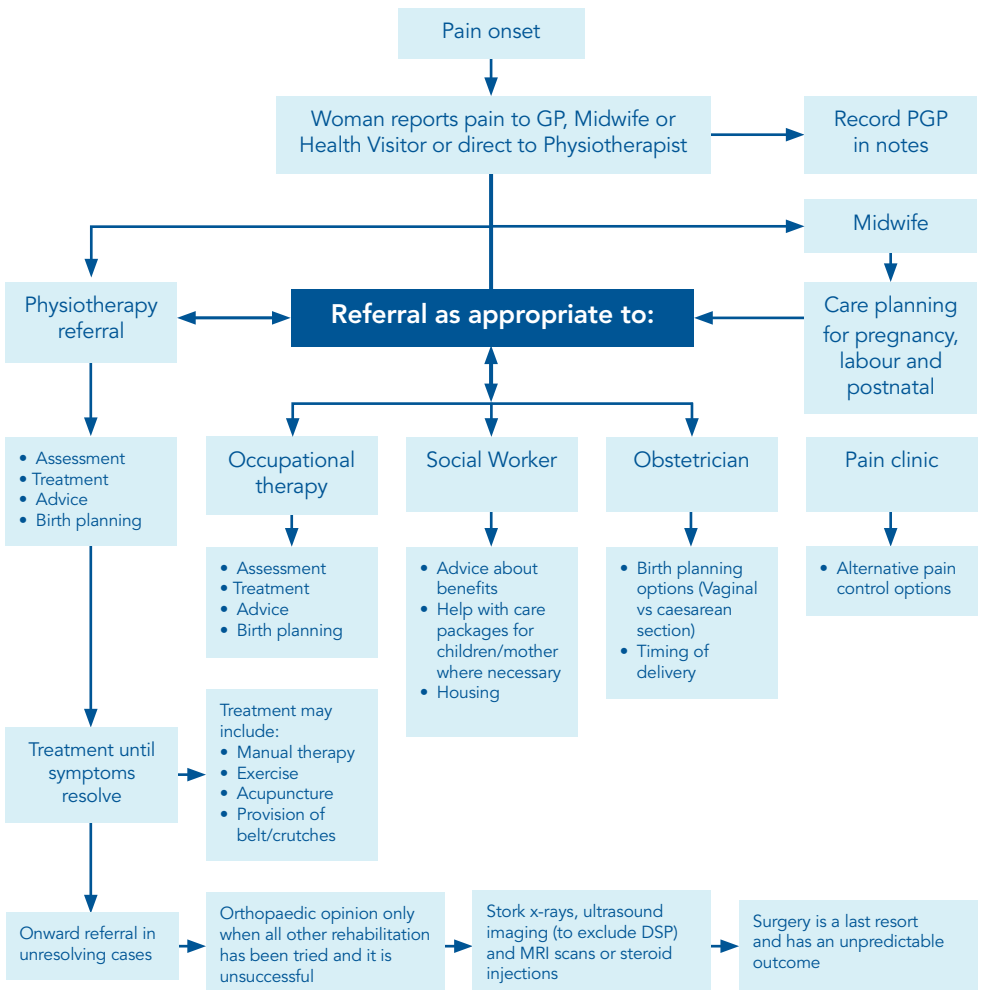 Pain onset
Woman reports pain to GP, Midwife or
Health Visitor or direct to Physiotherapist
Record PGP
in notes
Midwife
Physiotherapy
referral
Referral as appropriate to:
Care planning
for pregnancy,
labour and
postnatal
• Assessment
• Treatment
• Advice
• Birth planning
Occupational
therapy
Social Worker
Obstetrician
Pain clinic
• Assessment
• Treatment
• Advice
• Birth planning
• Advice about
benefits
• Help with care
packages for
children/mother
where necessary
• Housing
• Birth planning
options (Vaginal
vs caesarean
section)
• Timing of
delivery
• Alternative pain
control options
Treatment until
symptoms
resolve
Treatment may
include:
• Manual therapy
• Exercise
• Acupuncture
• Provision of
belt/crutches
Onward referral in
unresolving cases
Orthopaedic opinion only
when all other rehabilitation
has been tried and it is
unsuccessful
Stork x-rays, ultrasound
imaging (to exclude DSP)
and MRI scans or steroid
injections
Surgery is a last resort
and has an unpredictable
outcome